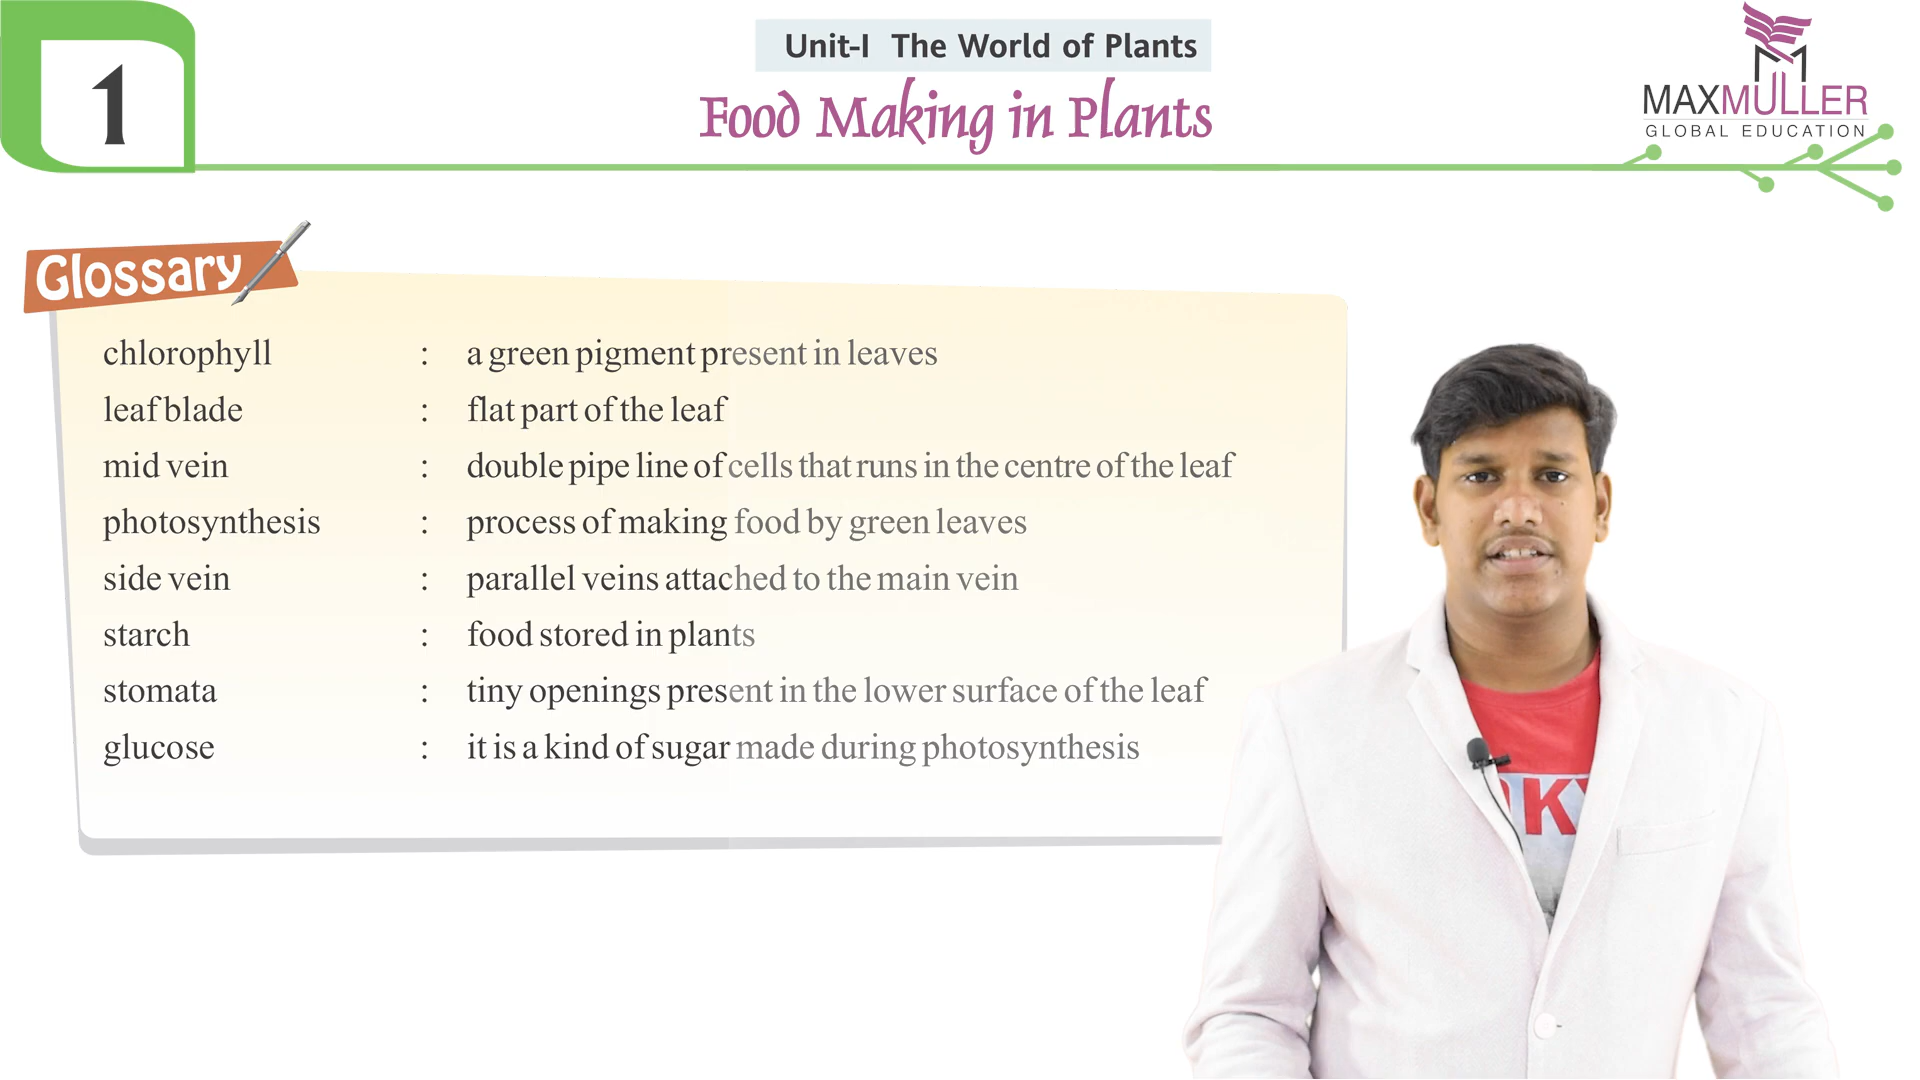 1
Unit-I The World of Plants
Food Making in Plants
MAXMULLER
GLOBAL EDUCATION
Glossary
chlorophyll : a green pigment present in leaves
leaf blade : flat part of the leaf
mid vein : double pipe line of cells that runs in the centre of the leaf
photosynthesis : process of making food by green leaves
side vein : parallel veins attached to the main vein
starch : food stored in plants
stomata : tiny openings present in the lower surface of the leaf
glucose : it is a kind of sugar made during photosynthesis